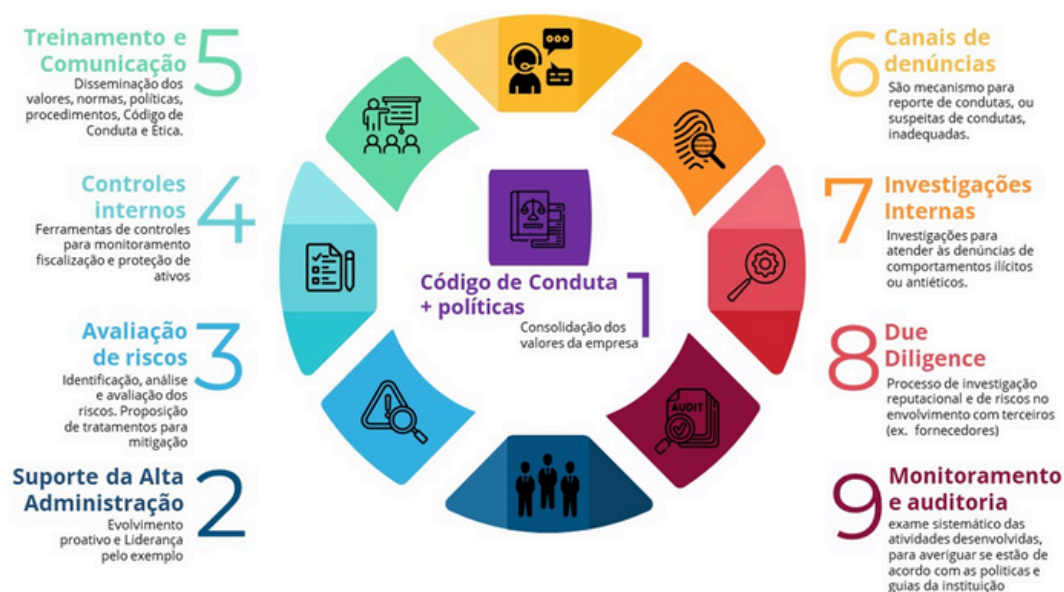 5
Treinamento e
Comunicação
Disseminação dos
valores, normas, políticas,
procedimentos, Código de
Conduta e Ética.
4
Controles
internos
Ferramentas de controles
para monitoramento
fiscalização e proteção de
ativos
3
Avaliação
de riscos
Identificação, análise
e avaliação dos
riscos. Proposição
de tratamentos para
mitigação
2
Suporte da Alta
Administração
Evolvimento
proativo e Liderança
pelo exemplo
1
Código de Conduta
+ políticas
Consolidação dos
valores da empresa
AUDIT
6
Canais de
denúncias
São mecanismo para
reporte de condutas, ou
suspeitas de condutas,
inadequadas.
7
Investigações
Internas
Investigações para
atender às denúncias de
comportamentos ilícitos
ou antiéticos.
8
Due
Diligence
Processo de investigação
reputacional e de riscos no
envolvimento com terceiros
(ex. fornecedores)
9
Monitoramento
e auditoria
exame sistemático das
atividades desenvolvidas,
para averiguar se estão de
acordo com as politicas e
guias da instituição